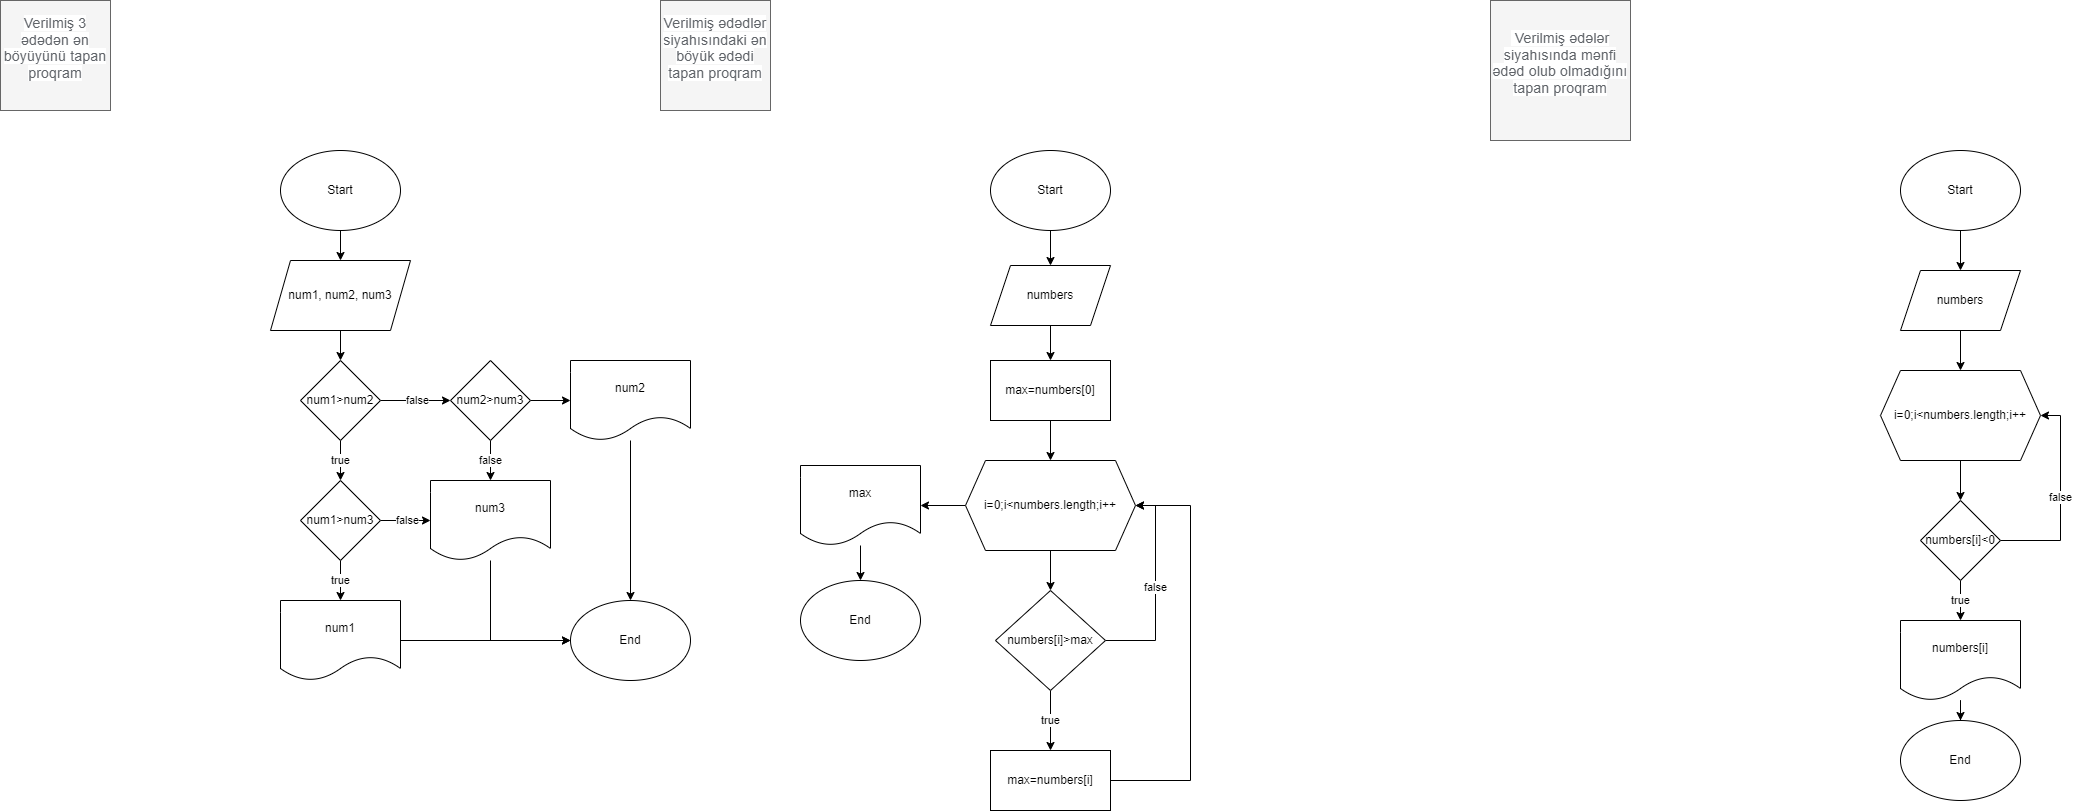 Verilmiş 3
ədədən ən
böyüyünü tapan
proqram
Start
num1, num2, num3
num1>num2
false
num2>num3
num2
true
false
num1>num3
false
num3
true
num1
End
Verilmiş ədədlər
siyahısındaki ən
böyük ədədi
tapan proqram
Start
numbers
max=numbers[0]
max
i=0;i<numbers.length;i++
End
false
numbers[i]>max
true
max=numbers[i]
Verilmiş ədələr
siyahısında mənfi
ədəd olub olmadığını
tapan proqram
Start
numbers
i=0;i<numbers.length;i++
false
numbers[i]<0
true
numbers[i]
End